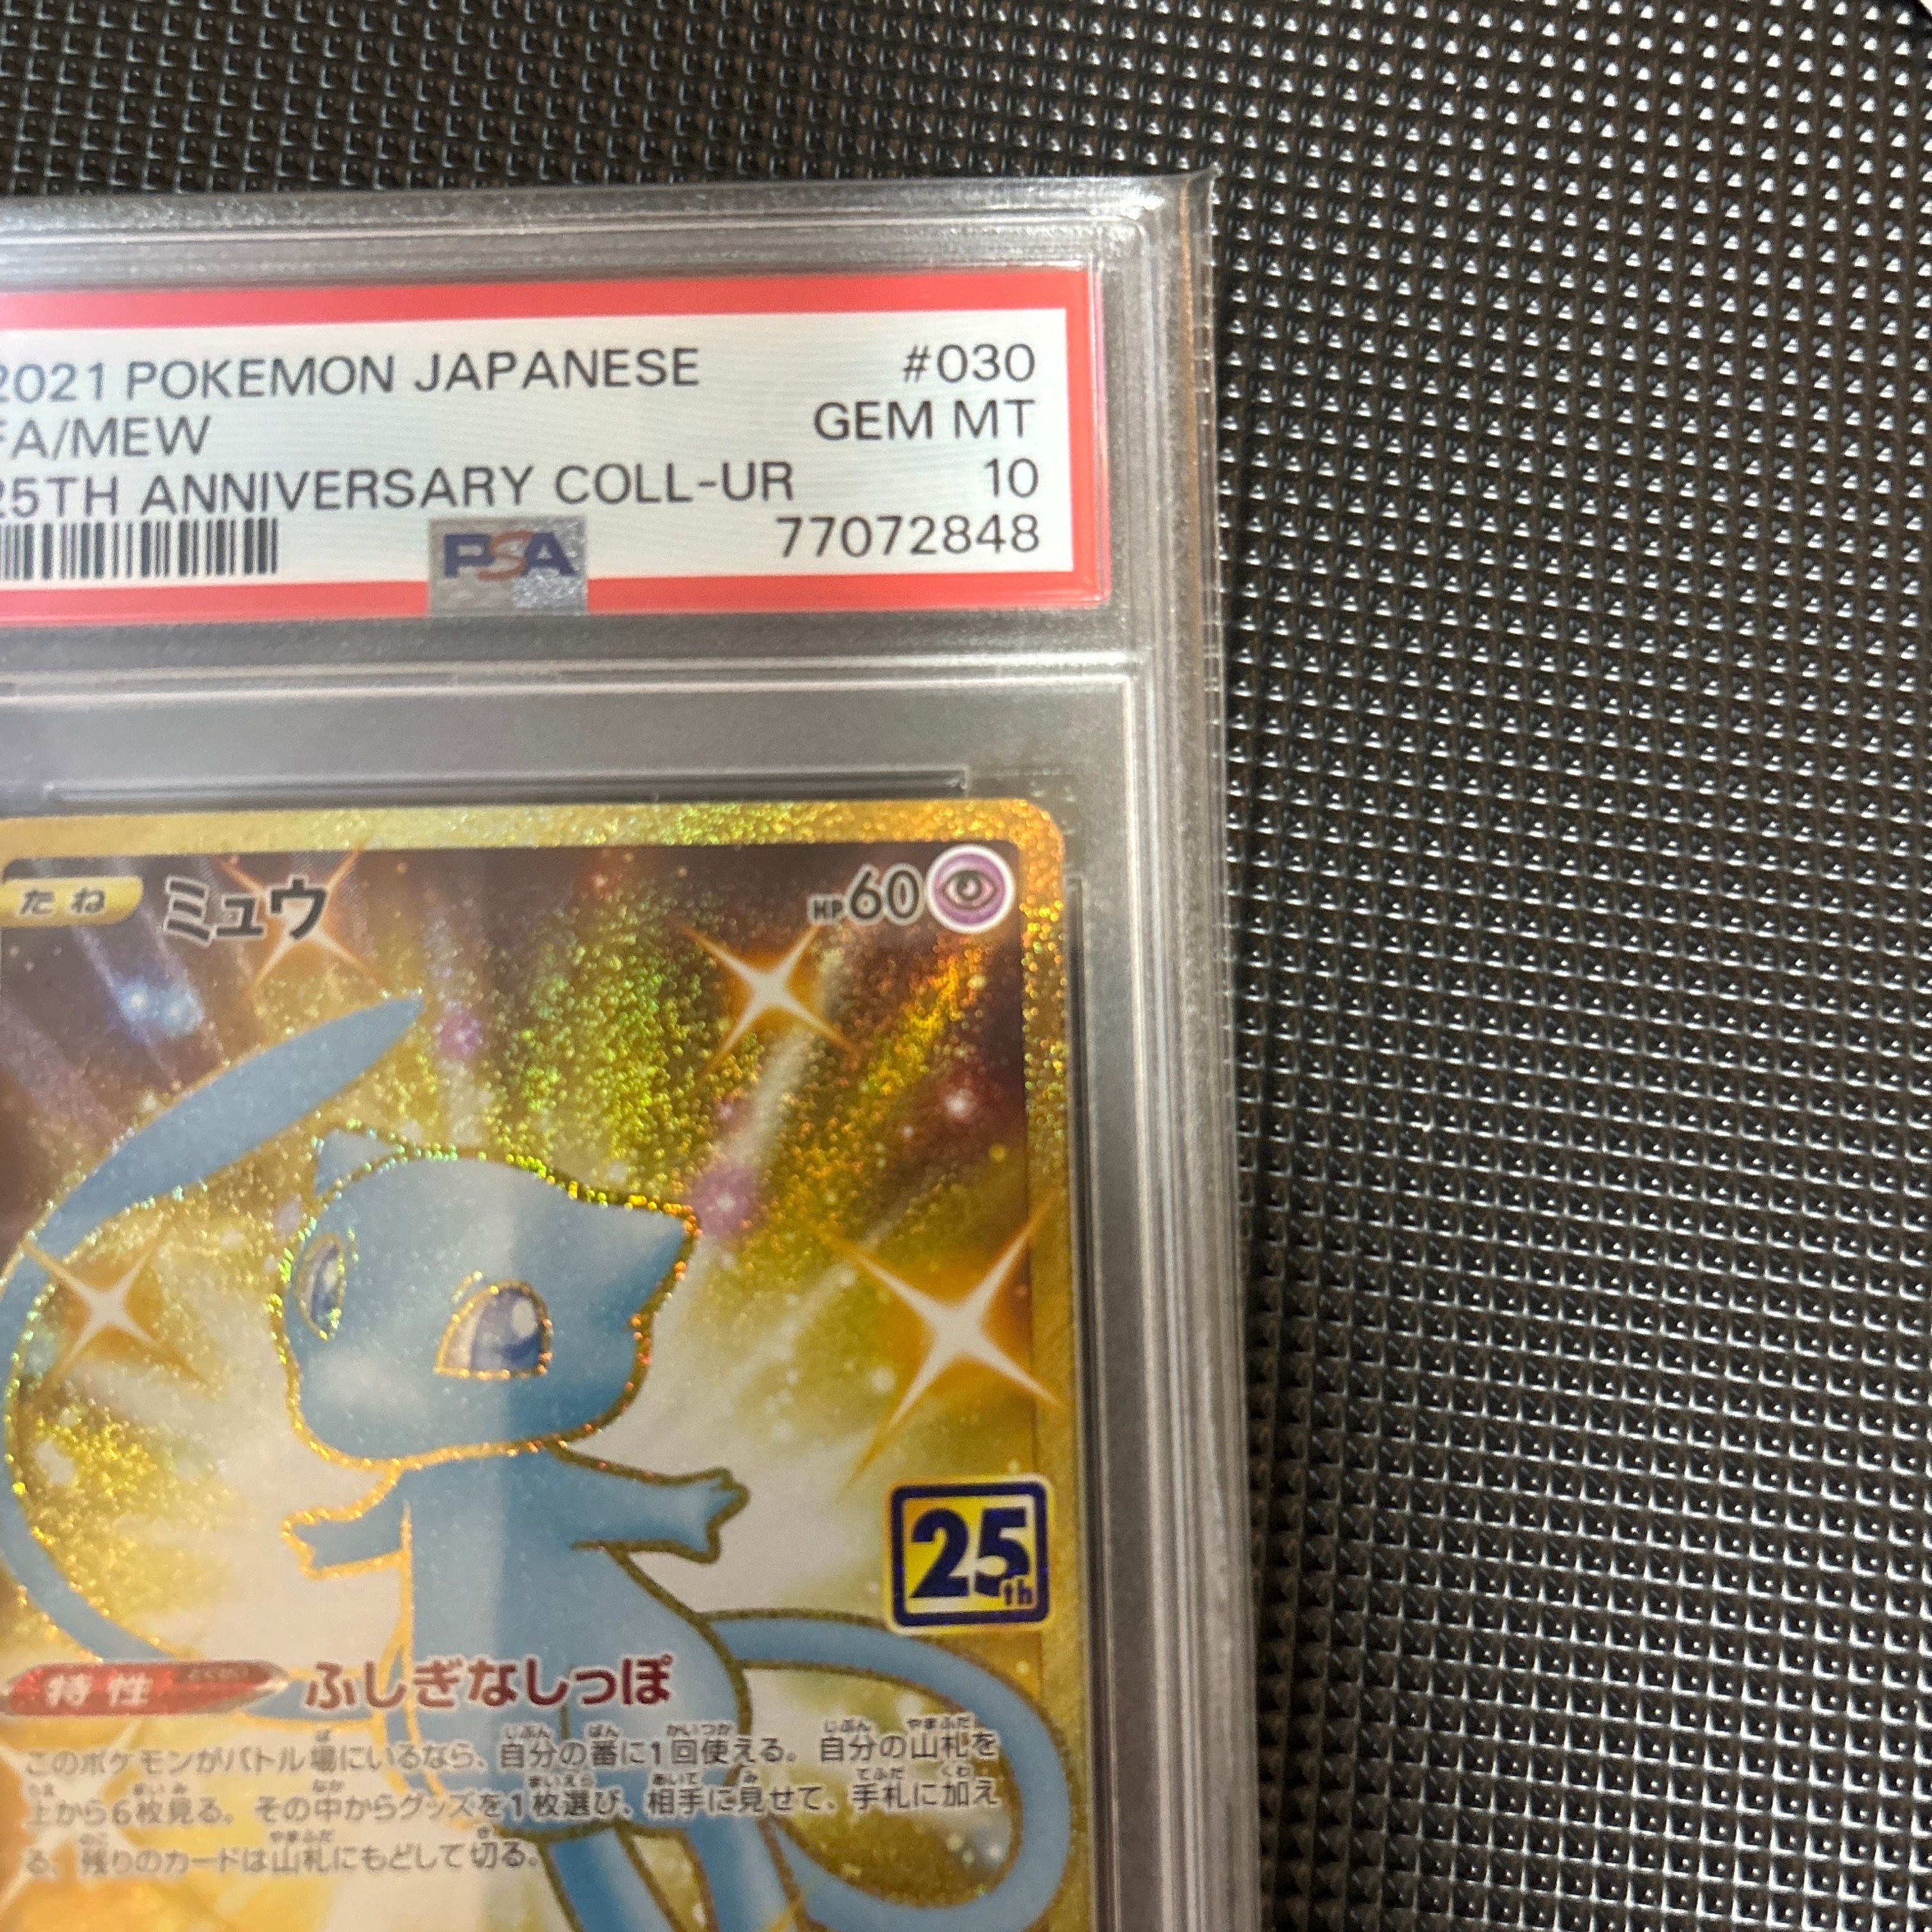 2021 POKEMON JAPANESE #030
FA/MEW GEM MT
25TH ANNIVERSARY COLL-UR 10
PSA 77072848
たね ミュウ HP60
25th
特性 とくせい ふしぎなしっぽ
このポケモンがバトル場にいるなら、自分の番に1回使える。自分の山札を
上から6枚見る。その中からグッズを1枚選び、相手に見せて、手札に加え
る。残りのカードは山札にもどして切る。